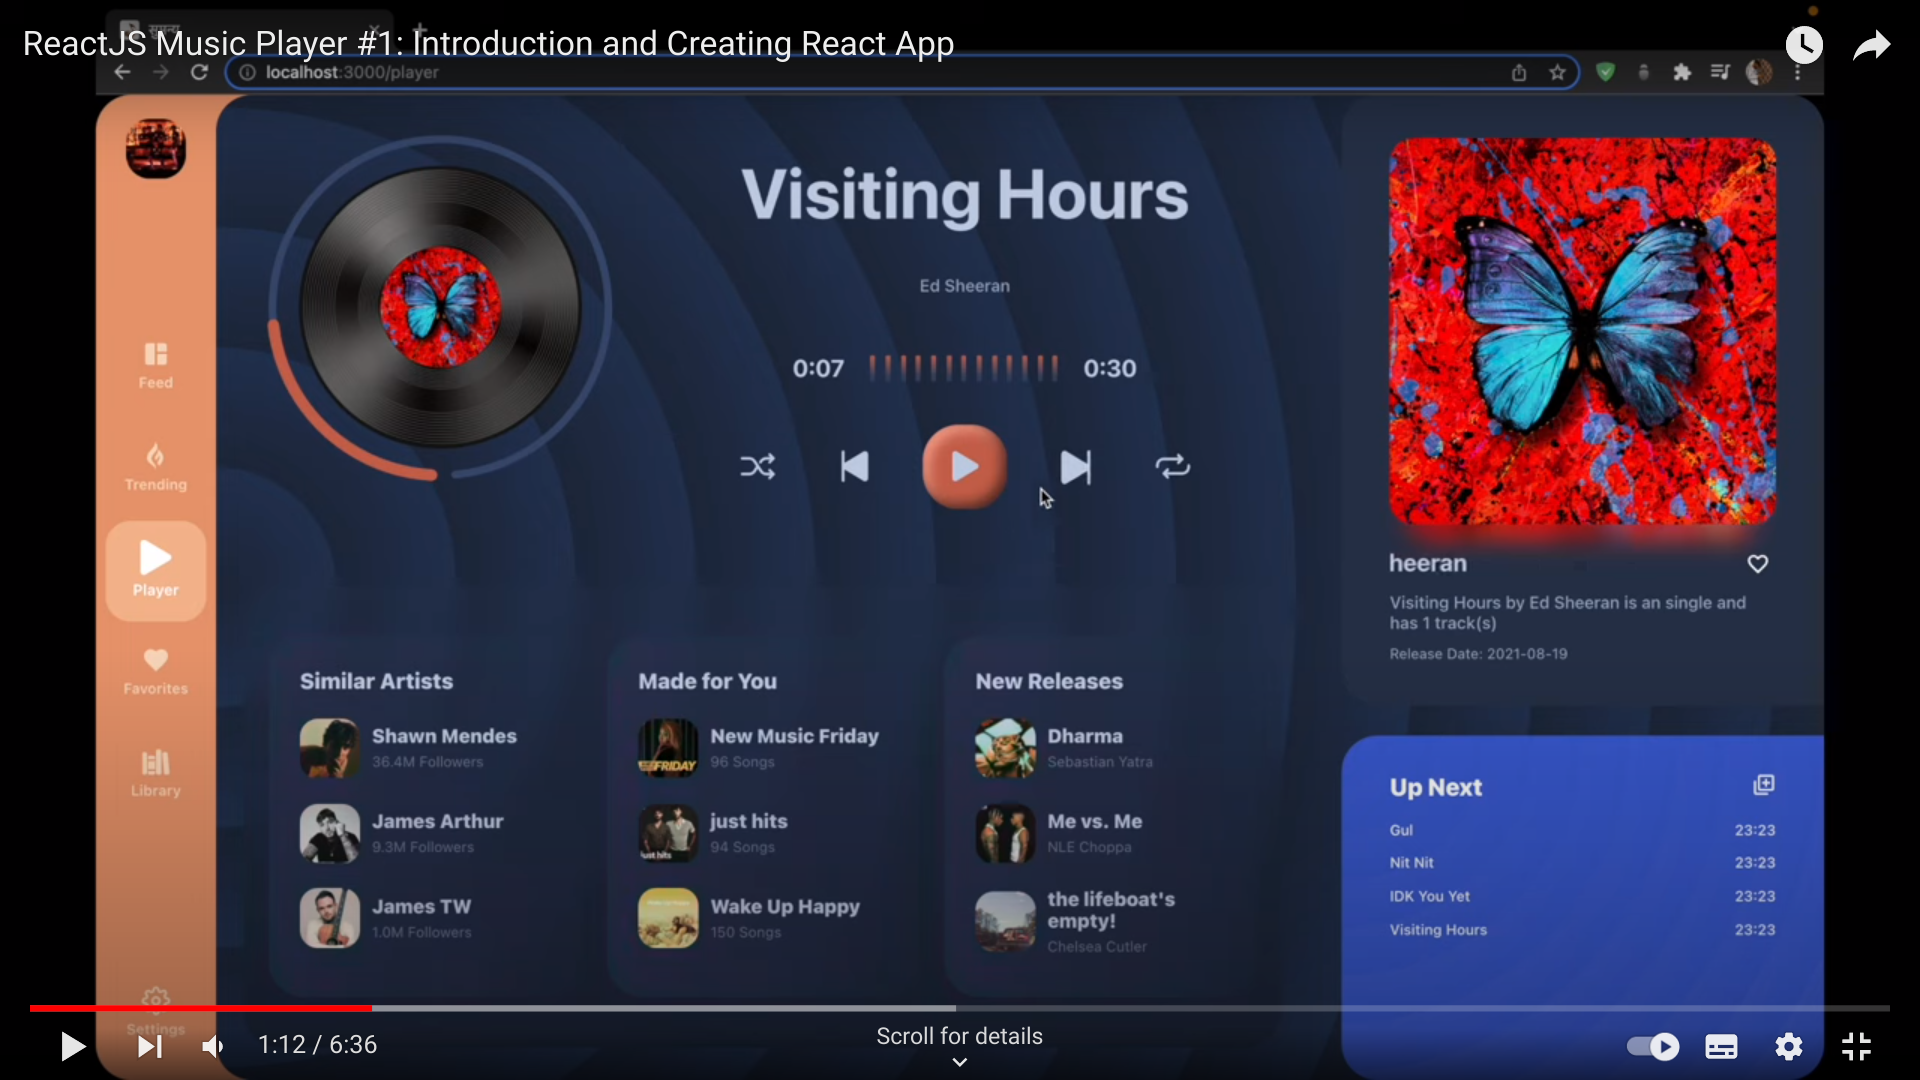 ReactJS Music Player #1: Introduction and Creating React App
localhost:3000/player
Visiting Hours
Ed Sheeran
0:07
0:30
Feed
Trending
Player
Favorites
Library
Settings
heeran
Visiting Hours by Ed Sheeran is an single and
has 1 track(s)
Release Date: 2021-08-19
Similar Artists
Shawn Mendes
36.4M Followers
James Arthur
9.3M Followers
James TW
1.0M Followers
Made for You
FRIDAY
New Music Friday
96 Songs
just hits
just hits
94 Songs
Wake Up Happy
150 Songs
New Releases
Dharma
Sebastian Yatra
Me vs. Me
NLE Choppa
the lifeboat's
empty!
Chelsea Cutler
Up Next
Gul 23:23
Nit Nit 23:23
IDK You Yet 23:23
Visiting Hours 23:23
1:12 / 6:36
Scroll for details